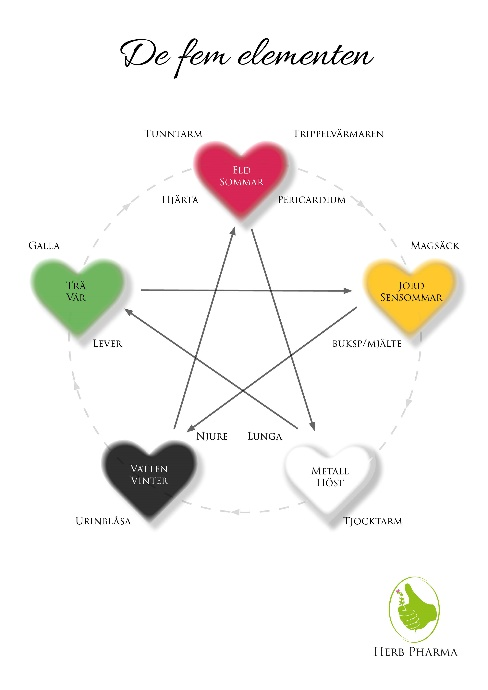 De fem elementen
Tunntarm
Trippelvärmaren
Eld
Sommar
Hjärta
Pericardium
Galla
Magsäck
Trä
Vår
Jord
Sensommar
Lever
buksp/mjälte
Njure
Lunga
Vatten
Vinter
Metall
Höst
Urinblåsa
Tjocktarm
Herb Pharma